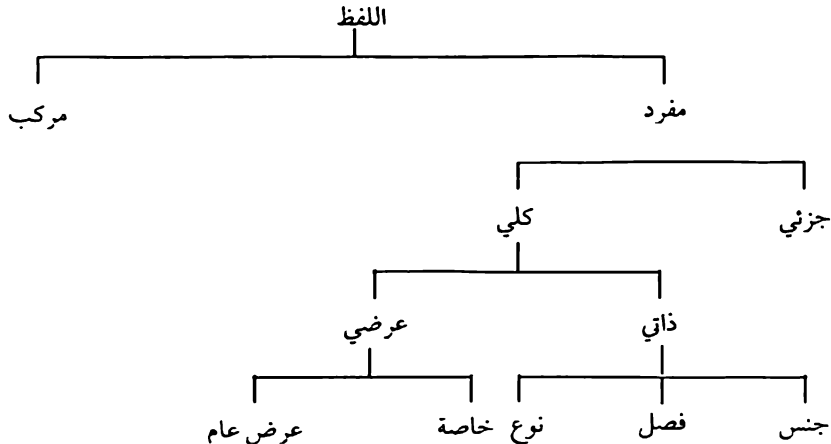 اللفظ
مفرد مركب
جزئي كلي
ذاتي عرضي
جنس فصل نوع خاصة عرض عام